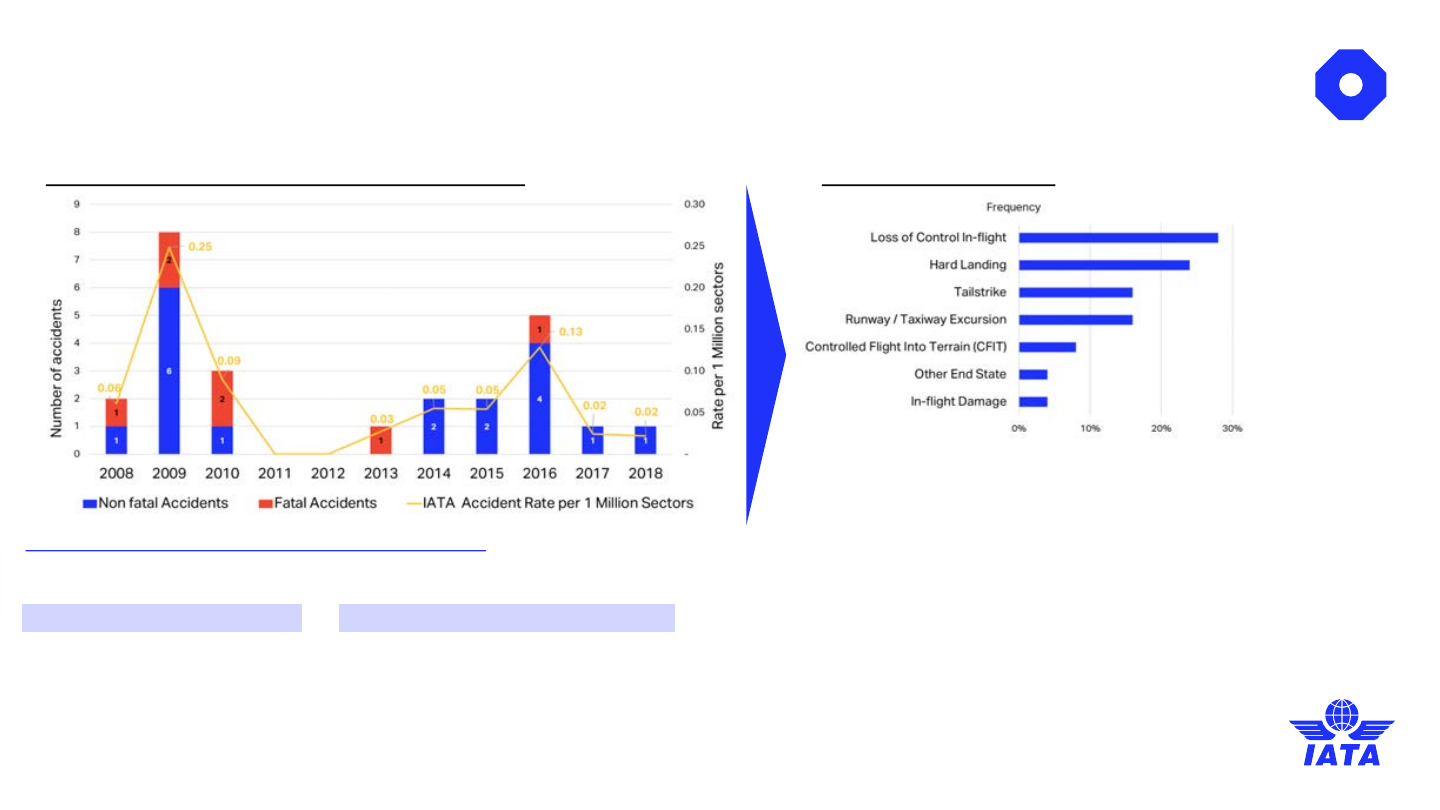 9
8
7
6
5
4
3
2
1
0
Number of accidents
0.30
0.25
0.20
0.15
0.10
0.05
-
Rate per 1 Million sectors
0.06
0.25
0.09
0.03
0.05
0.05
0.13
0.02
0.02
1
1
2
6
2
1
1
2
2
1
4
1
1
2008 2009 2010 2011 2012 2013 2014 2015 2016 2017 2018
Non fatal Accidents Fatal Accidents IATA Accident Rate per 1 Million Sectors
Frequency
Loss of Control In-flight
Hard Landing
Tailstrike
Runway / Taxiway Excursion
Controlled Flight Into Terrain (CFIT)
Other End State
In-flight Damage
0% 10% 20% 30%
IATA